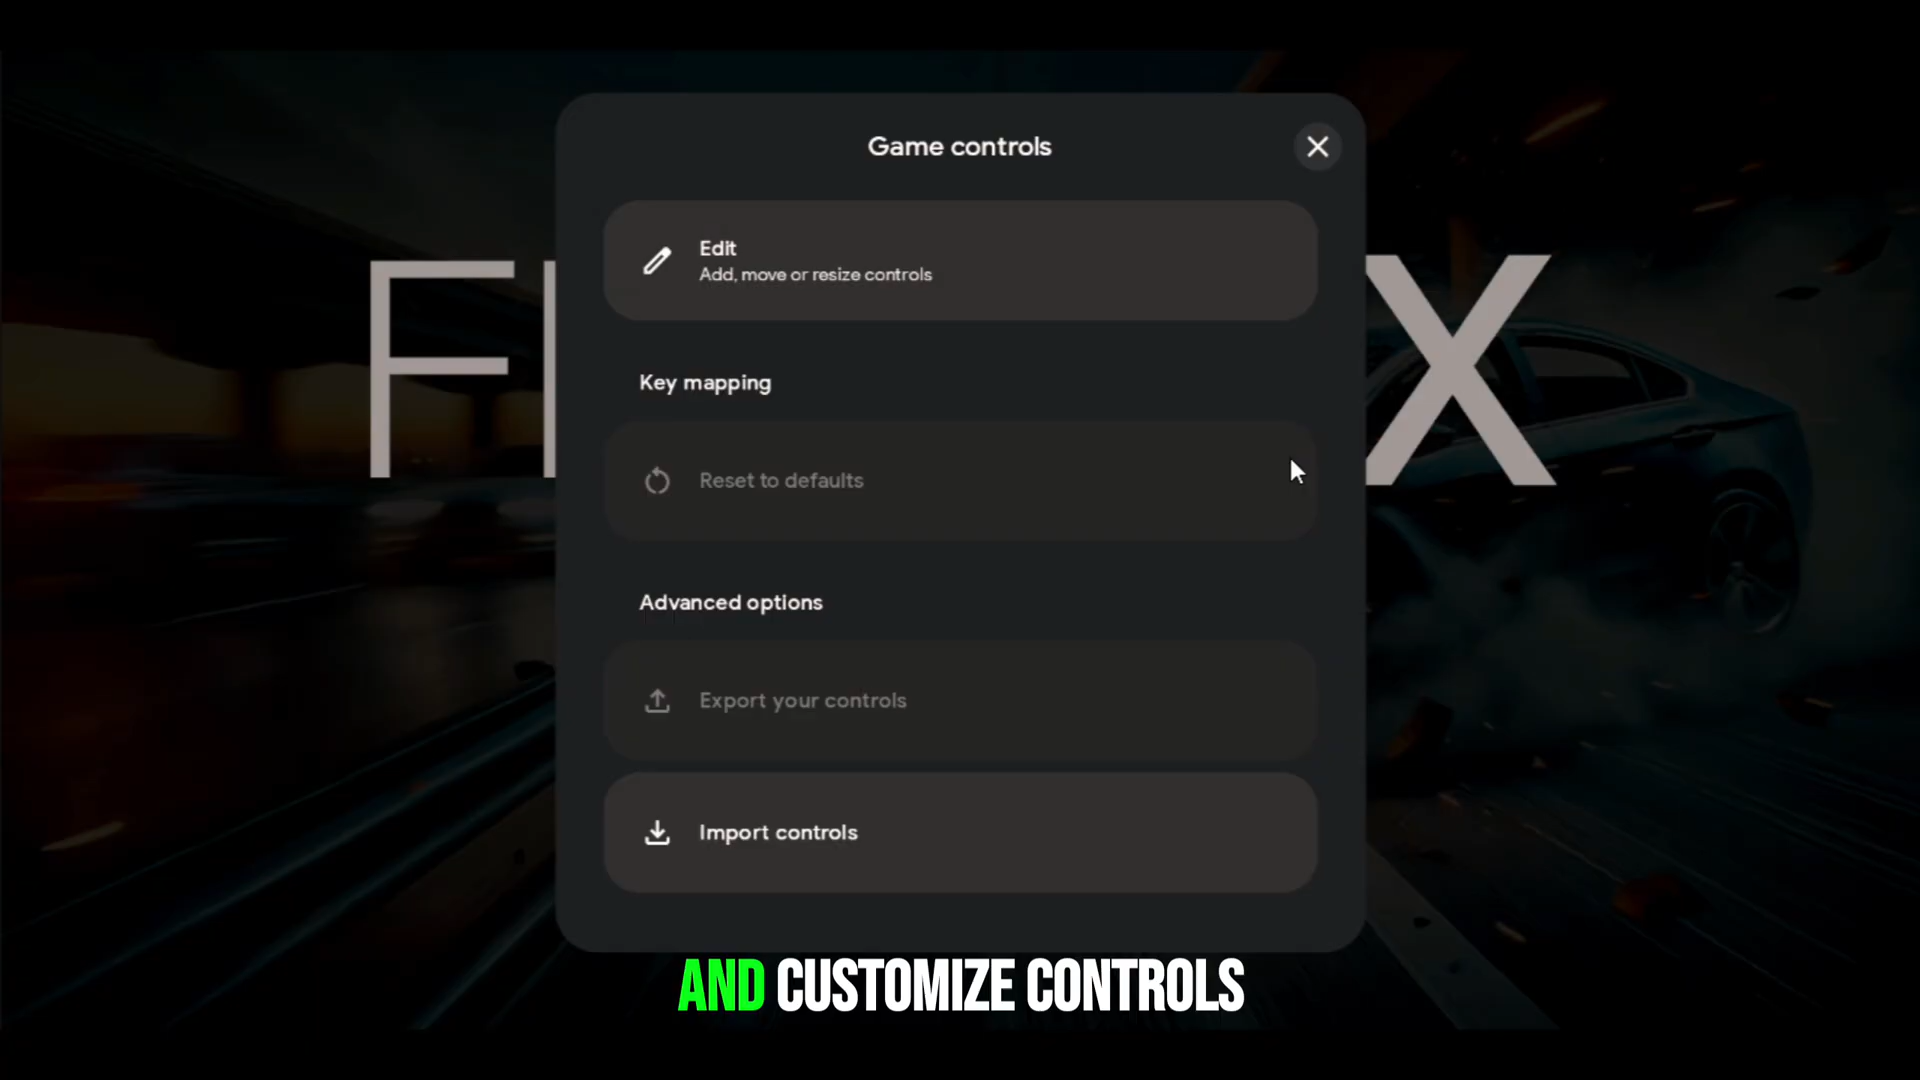 Game controls
Edit
Add, move or resize controls
F X
Key mapping
Reset to defaults
Advanced options
Export your controls
Import controls
AND CUSTOMIZE CONTROLS